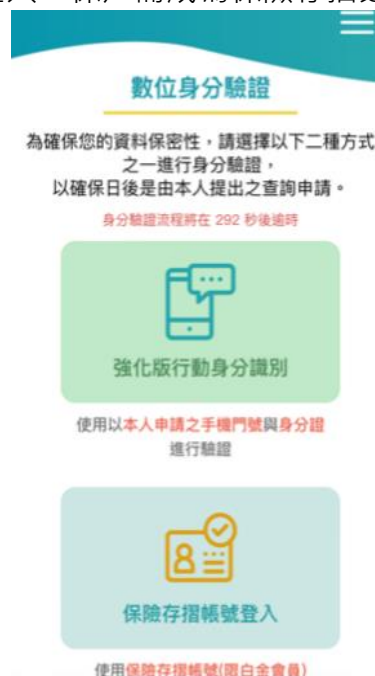 數位身分驗證
為確保您的資料保密性，請選擇以下二種方式
之一進行身分驗證，
以確保日後是由本人提出之查詢申請。
身分驗證流程將在 292 秒後逾時
強化版行動身分識別
使用以本人申請之手機門號與身分證
進行驗證
保險存摺帳號登入
使用保險存摺帳號(限白金會員)